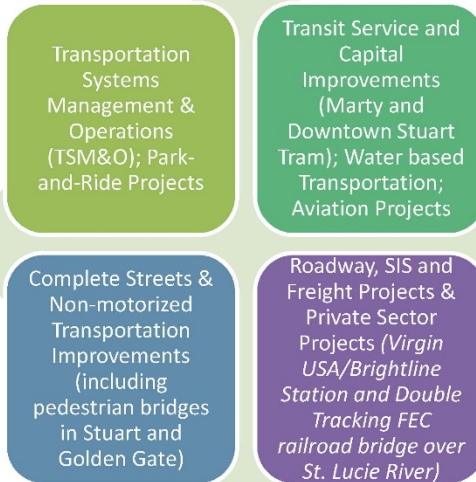 Transportation
Systems
Management &
Operations
(TSM&O); Park-
and-Ride Projects
Transit Service and
Capital
Improvements
(Marty and
Downtown Stuart
Tram); Water based
Transportation;
Aviation Projects
Complete Streets &
Non-motorized
Transportation
Improvements
(including
pedestrian bridges
in Stuart and
Golden Gate)
Roadway, SIS and
Freight Projects &
Private Sector
Projects (Virgin
USA/Brightline
Station and Double
Tracking FEC
railroad bridge over
St. Lucie River)